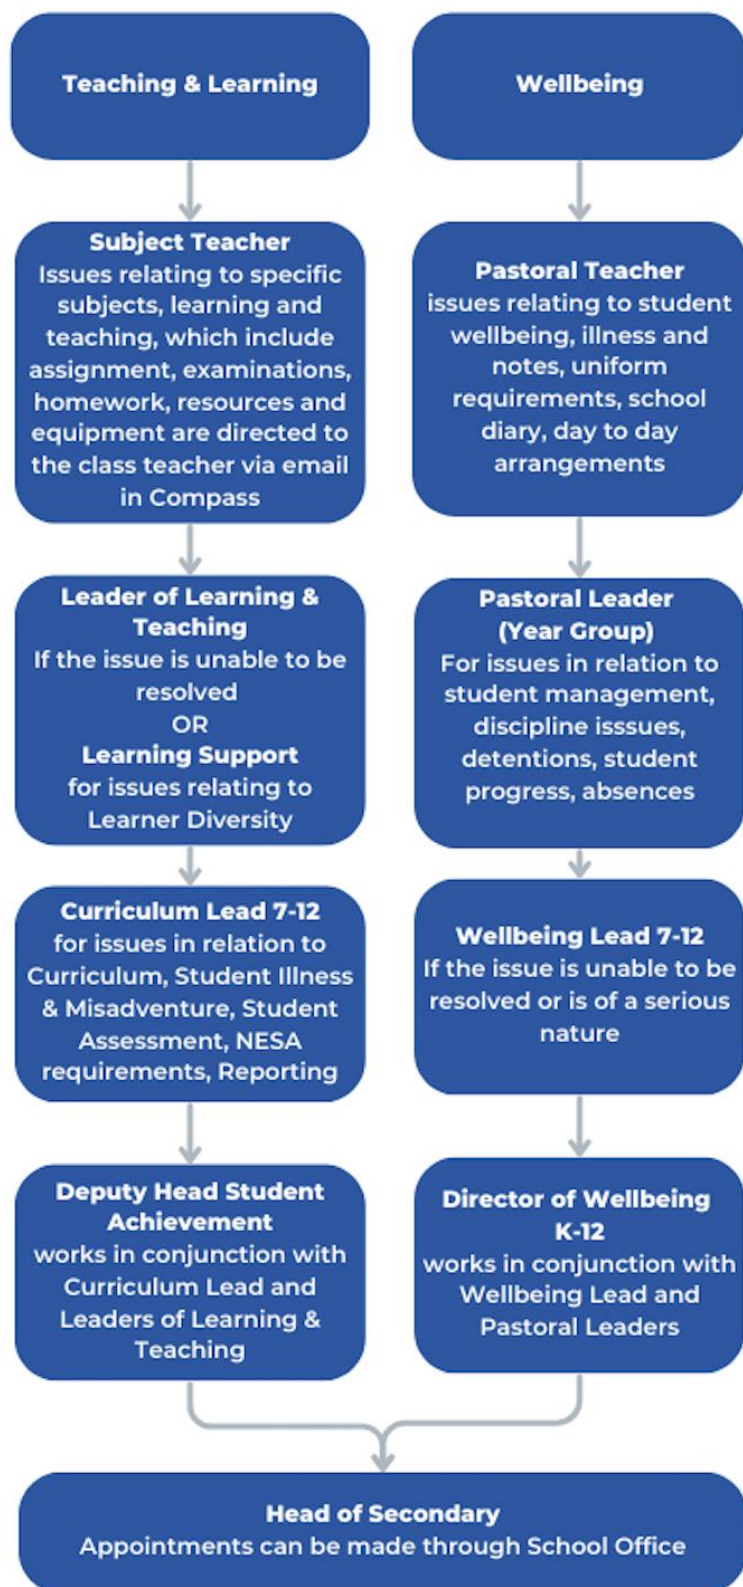 Teaching & Learning
Subject Teacher
Issues relating to specific
subjects, learning and
teaching, which include
assignment, examinations,
homework, resources and
equipment are directed to
the class teacher via email
in Compass
Leader of Learning &
Teaching
If the issue is unable to be
resolved
OR
Learning Support
for issues relating to
Learner Diversity
Curriculum Lead 7-12
for issues in relation to
Curriculum, Student Illness
& Misadventure, Student
Assessment, NESA
requirements, Reporting
Deputy Head Student
Achievement
works in conjunction with
Curriculum Lead and
Leaders of Learning &
Teaching
Wellbeing
Pastoral Teacher
issues relating to student
wellbeing, illness and
notes, uniform
requirements, school
diary, day to day
arrangements
Pastoral Leader
(Year Group)
For issues in relation to
student management,
discipline isssues,
detentions, student
progress, absences
Wellbeing Lead 7-12
If the issue is unable to be
resolved or is of a serious
nature
Director of Wellbeing
K-12
works in conjunction with
Wellbeing Lead and
Pastoral Leaders
Head of Secondary
Appointments can be made through School Office